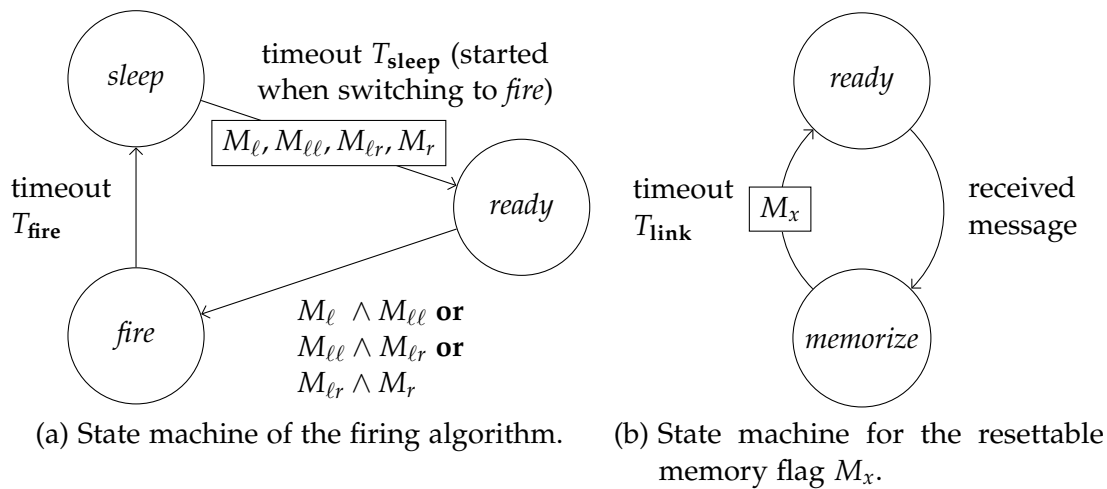 sleep
timeout T_sleep (started
when switching to fire)
M_ℓ, M_ℓℓ, M_ℓr, M_r
timeout
T_fire
ready
fire
M_ℓ ∧ M_ℓℓ or
M_ℓℓ ∧ M_ℓr or
M_ℓr ∧ M_r
(a) State machine of the firing algorithm.
ready
timeout
T_link
M_x
received
message
memorize
(b) State machine for the resettable
memory flag M_x.